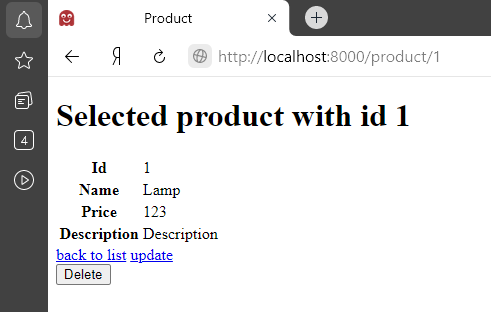 Product
Я http://localhost:8000/product/1
Selected product with id 1
Id 1
Name Lamp
4
Price 123
Description Description
back to list update
Delete